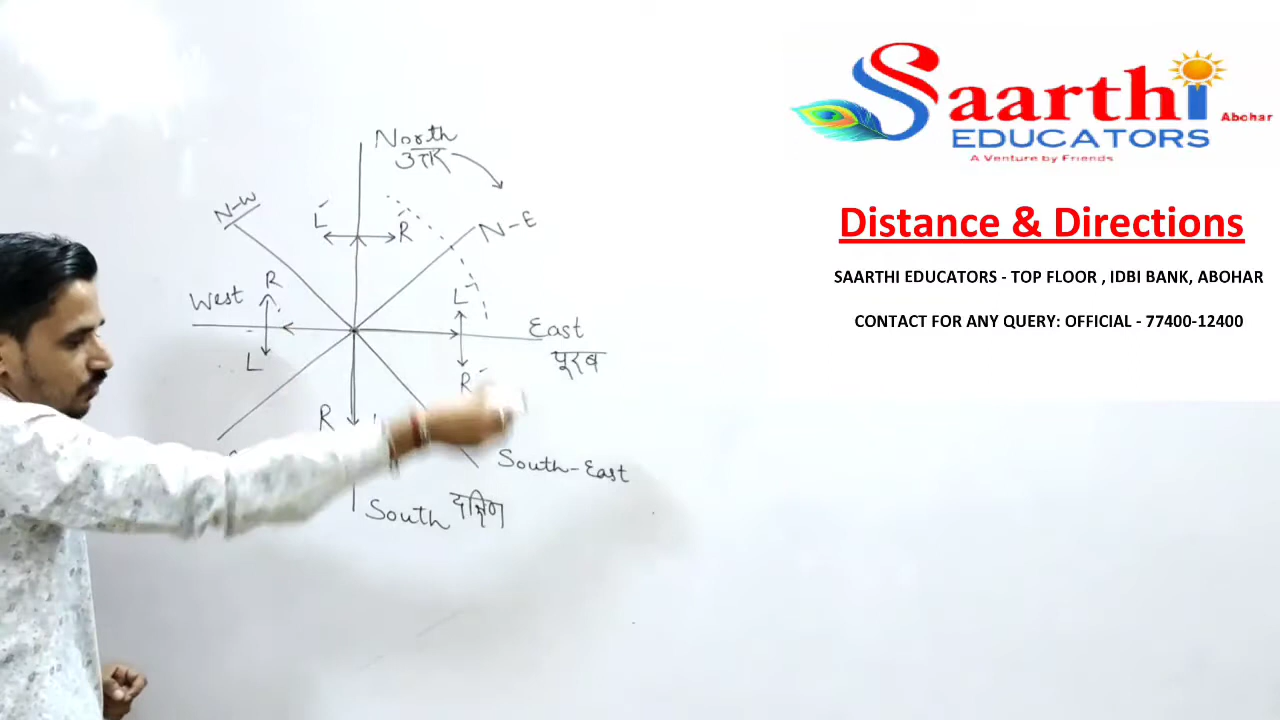 North
उत्तर
N-W
L
R
N-E
West
R
L
L
East
पूरब
R
R
South-East
South दक्षिण
Saarthi Abohar
EDUCATORS
A Venture by Friends
Distance & Directions
SAARTHI EDUCATORS - TOP FLOOR , IDBI BANK, ABOHAR
CONTACT FOR ANY QUERY: OFFICIAL - 77400-12400